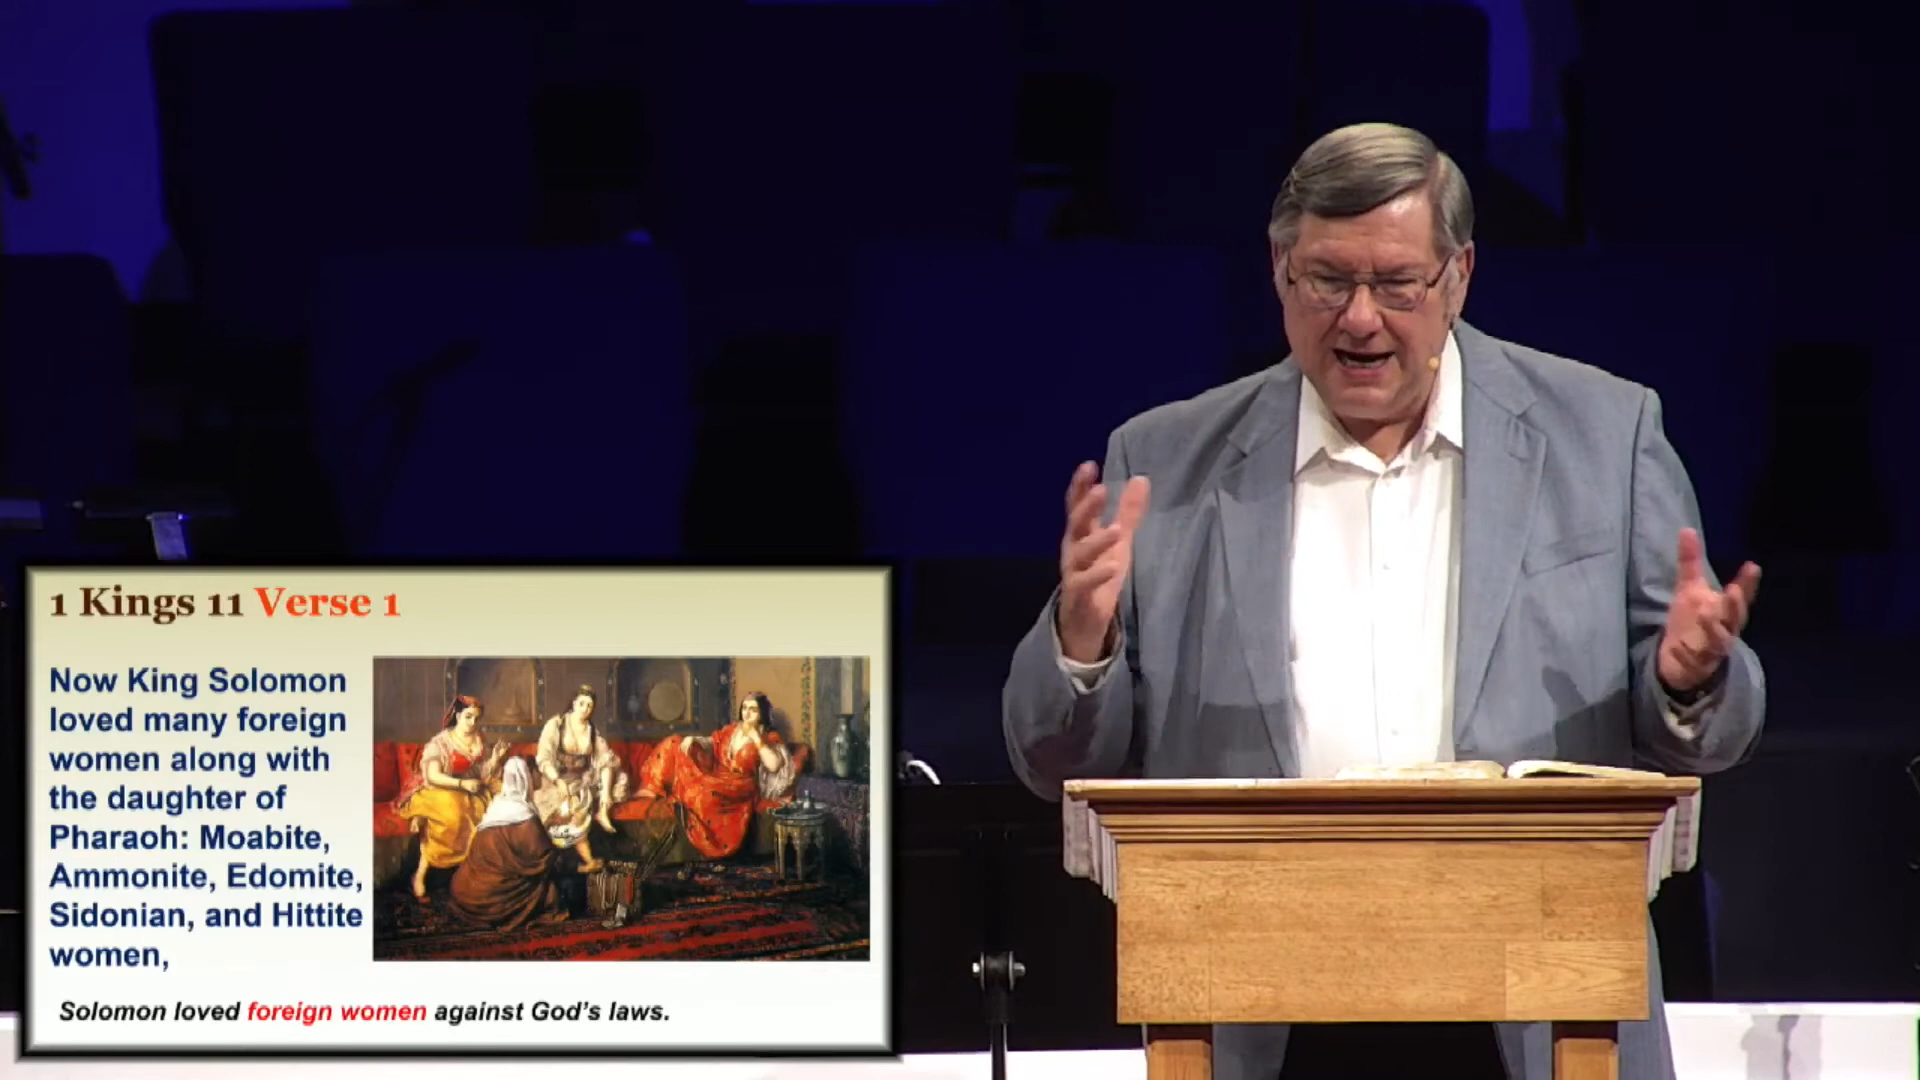 1 Kings 11 Verse 1
Now King Solomon
loved many foreign
women along with
the daughter of
Pharaoh: Moabite,
Ammonite, Edomite,
Sidonian, and Hittite
women,
Solomon loved foreign women against God's laws.